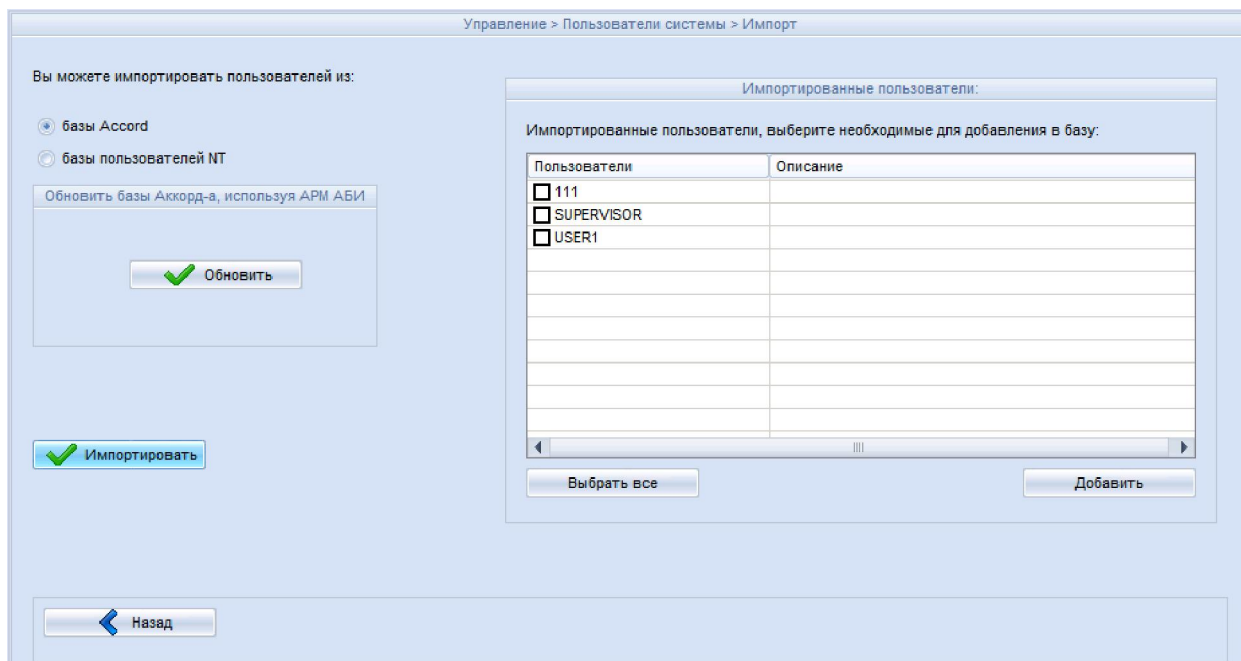 Управление > Пользователи системы > Импорт
Вы можете импортировать пользователей из:
базы Accord
базы пользователей NT
Обновить базы Аккорд-а, используя АРМ АБИ
Обновить
Импортировать
Импортированные пользователи:
Импортированные пользователи, выберите необходимые для добавления в базу:
Пользователи Описание
111
SUPERVISOR
USER1
Выбрать все Добавить
Назад